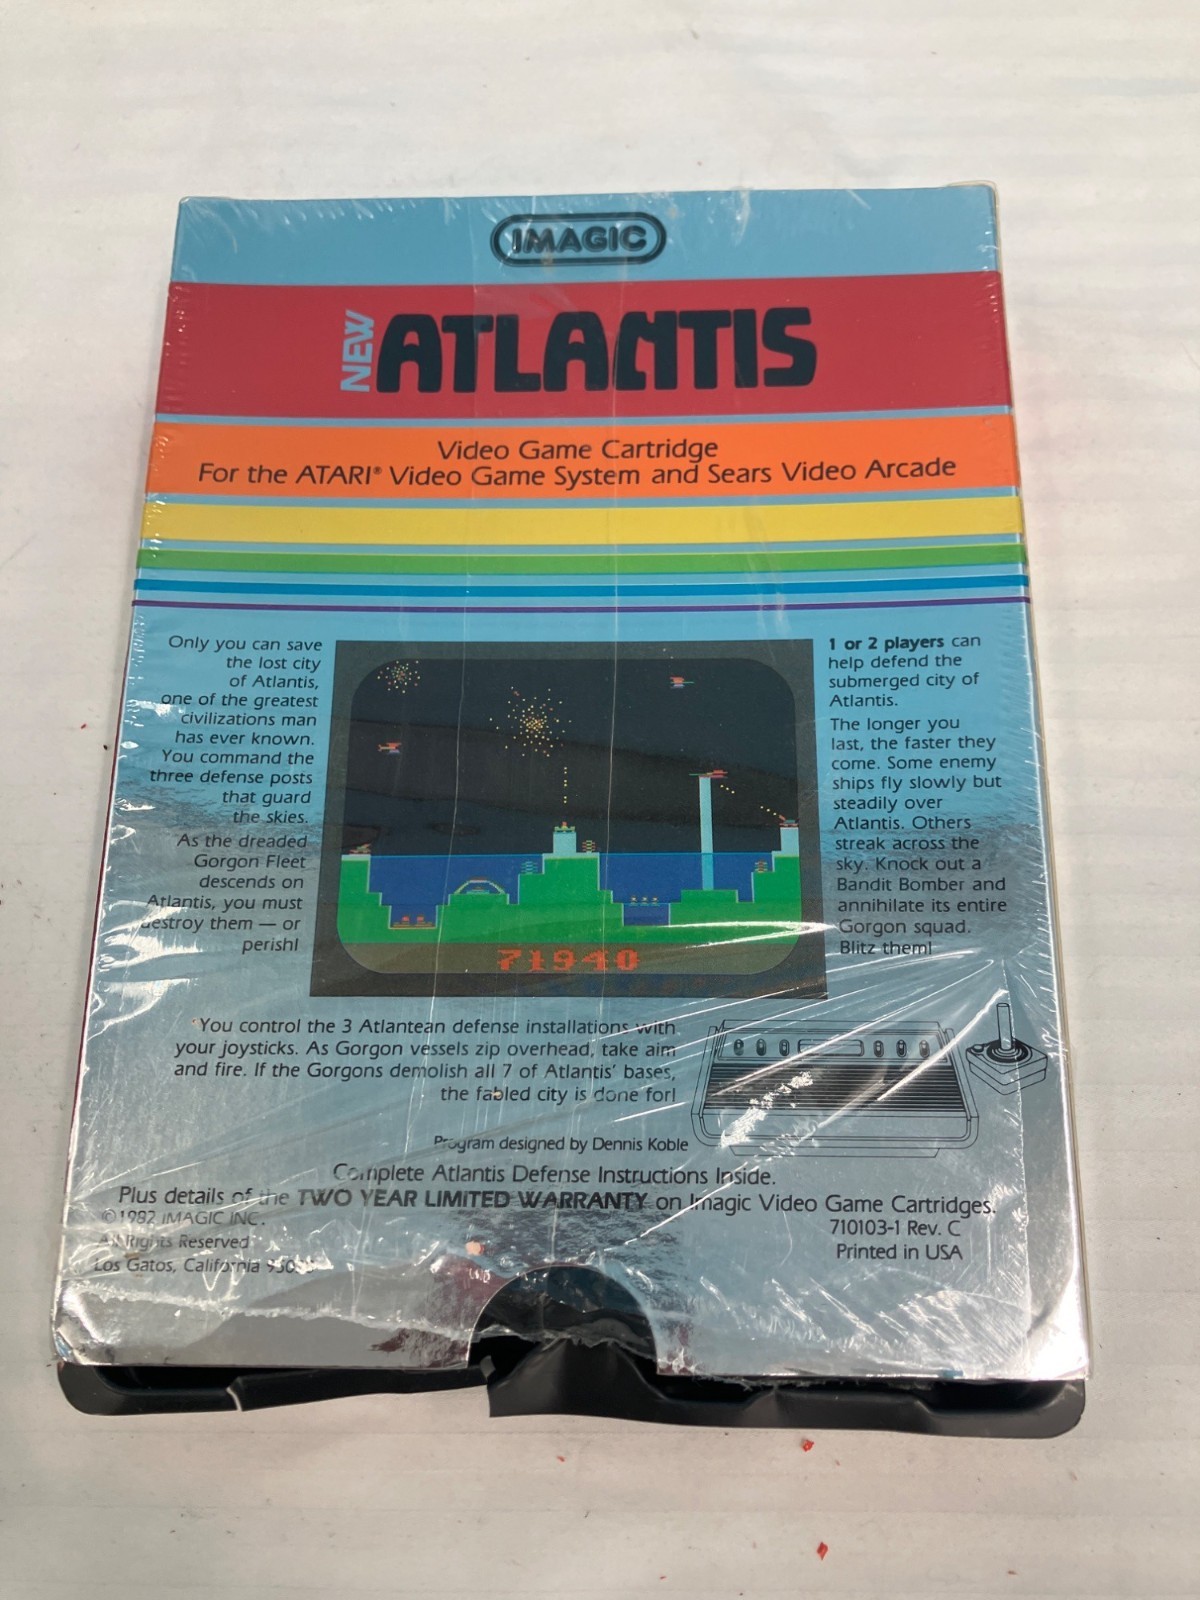 IMAGIC
NEW ATLANTIS
Video Game Cartridge
For the ATARI® Video Game System and Sears Video Arcade
Only you can save
the lost city
of Atlantis,
one of the greatest
civilizations man
has ever known.
You command the
three defense posts
that guard
the skies.
As the dreaded
Gorgon Fleet
descends on
Atlantis, you must
destroy them — or
perish!
71940
1 or 2 players can
help defend the
submerged city of
Atlantis.
The longer you
last, the faster they
come. Some enemy
ships fly slowly but
steadily over
Atlantis. Others
streak across the
sky. Knock out a
Bandit Bomber and
annihilate its entire
Gorgon squad.
Blitz them!
You control the 3 Atlantean defense installations with
your joysticks. As Gorgon vessels zip overhead, take aim
and fire. If the Gorgons demolish all 7 of Atlantis' bases,
the fabled city is done for!
Program designed by Dennis Koble
Complete Atlantis Defense Instructions Inside.
Plus details of the TWO YEAR LIMITED WARRANTY on Imagic Video Game Cartridges.
©1982 IMAGIC INC.
All Rights Reserved
Los Gatos, California
710103-1 Rev. C
Printed in USA